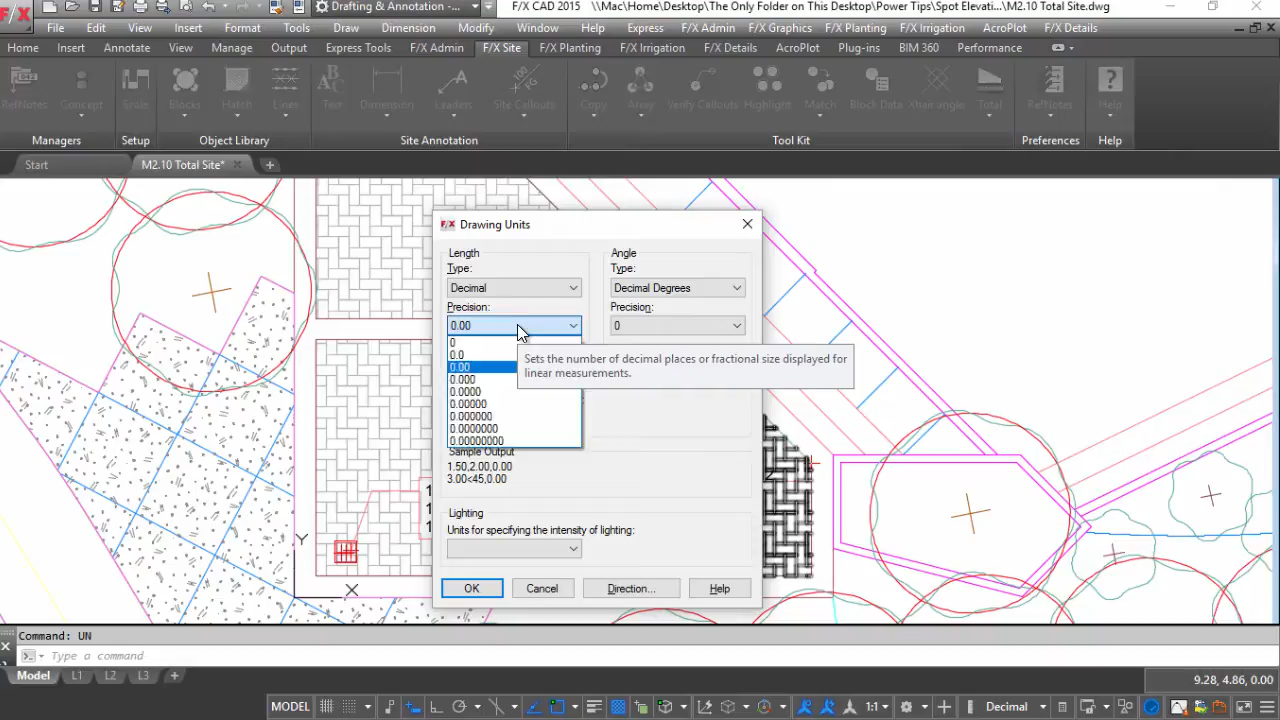 Drafting & Annotation - F/X CAD 2015 \\Mac\Home\Desktop\The Only Folder on This Desktop\Power Tips\Spot Elevati...\M2.10 Total Site.dwg
File Edit View Insert Format Tools Draw Dimension Modify Window Help Express F/X Admin F/X Graphics F/X Planting F/X Irrigation AcroPlot F/X Details
Home Insert Annotate View Manage Output Express Tools F/X Admin F/X Site F/X Planting F/X Irrigation F/X Details AcroPlot Plug-ins BIM 360 Performance
RefNotes Concept Scale Blocks Hatch Lines Text Dimension Leaders Site Callouts Copy Array Verify Callouts Highlight Match Block Data Total RefNotes Help
Managers Setup Object Library Site Annotation Tool Kit Preferences Help
Start M2.10 Total Site*
F/X Drawing Units
Length Angle
Type: Type:
Decimal Decimal Degrees
Precision: Precision:
0.00 0
0
0.0
0.00
0.000
0.0000
0.00000
0.000000
0.0000000
0.00000000
Sets the number of decimal places or fractional size displayed for
linear measurements.
Sample Output
1.50,2.00,0.00
3.00<45,0.00
Lighting
Units for specifying the intensity of lighting:
OK Cancel Direction... Help
Y
X
Command: UN
Type a command
Model L1 L2 L3 9.28, 4.86, 0.00
MODEL 1:1 Decimal